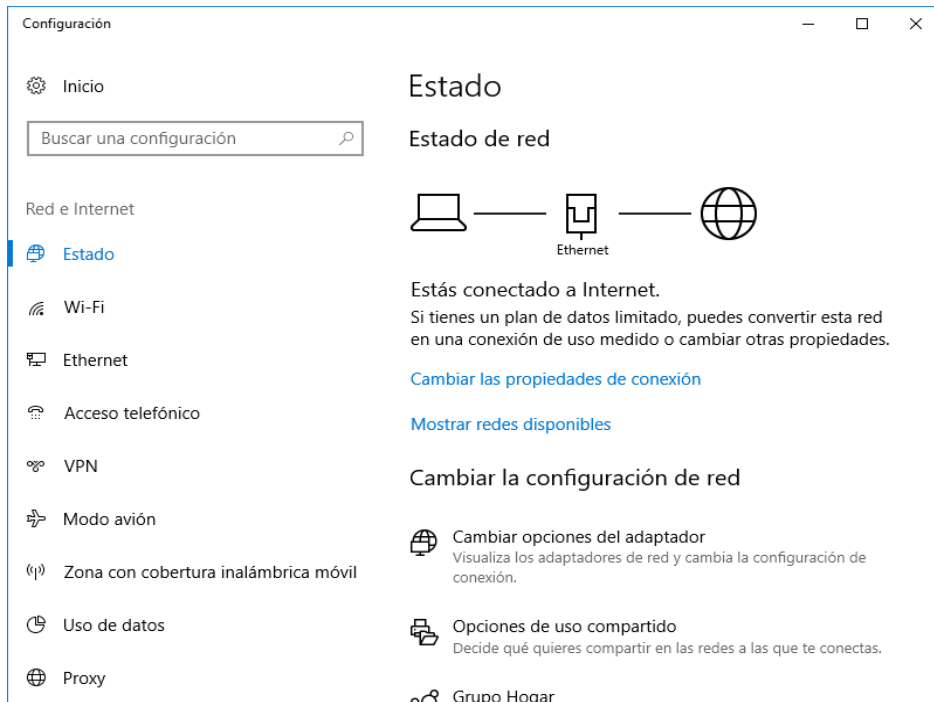 Configuración
Inicio
Buscar una configuración
Red e Internet
Estado
Wi-Fi
Ethernet
Acceso telefónico
VPN
Modo avión
Zona con cobertura inalámbrica móvil
Uso de datos
Proxy
Estado
Estado de red
Ethernet
Estás conectado a Internet.
Si tienes un plan de datos limitado, puedes convertir esta red
en una conexión de uso medido o cambiar otras propiedades.
Cambiar las propiedades de conexión
Mostrar redes disponibles
Cambiar la configuración de red
Cambiar opciones del adaptador
Visualiza los adaptadores de red y cambia la configuración de
conexión.
Opciones de uso compartido
Decide qué quieres compartir en las redes a las que te conectas.
Grupo Hogar